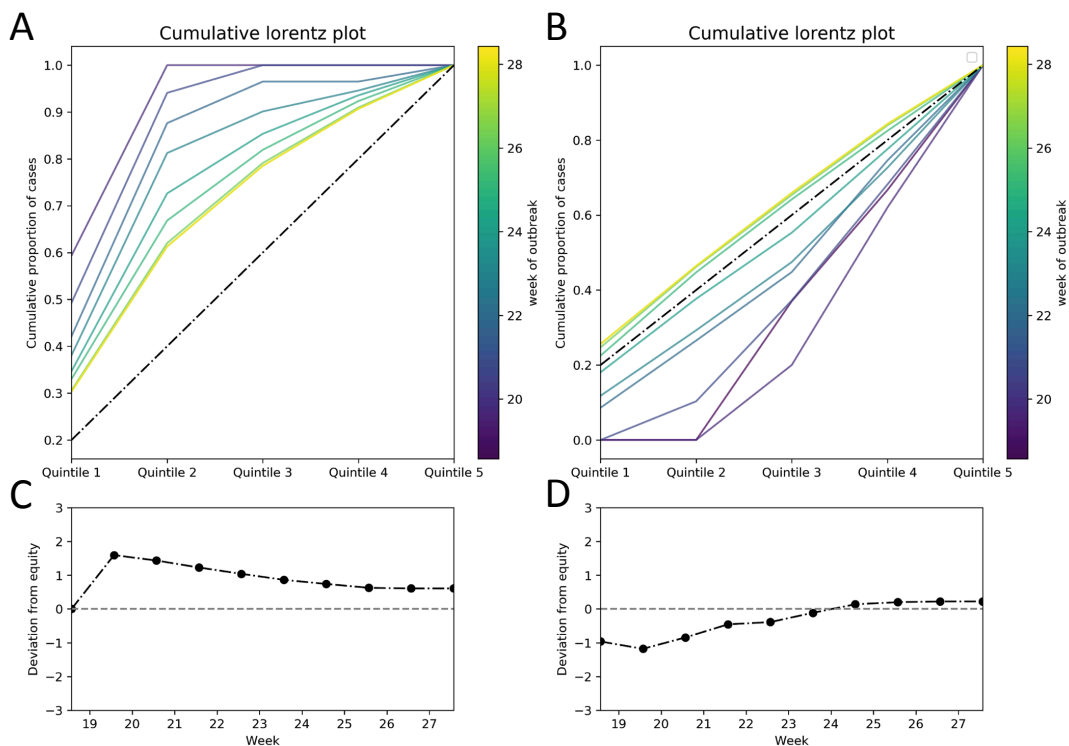 A
Cumulative lorentz plot
Cumulative proportion of cases
1.0
0.9
0.8
0.7
0.6
0.5
0.4
0.3
0.2
Quintile 1 Quintile 2 Quintile 3 Quintile 4 Quintile 5
28
26
24
22
20
week of outbreak
B
Cumulative lorentz plot
Cumulative proportion of cases
1.0
0.8
0.6
0.4
0.2
0.0
Quintile 1 Quintile 2 Quintile 3 Quintile 4 Quintile 5
28
26
24
22
20
week of outbreak
C
Deviation from equity
3
2
1
0
−1
−2
−3
19 20 21 22 23 24 25 26 27
Week
D
Deviation from equity
3
2
1
0
−1
−2
−3
19 20 21 22 23 24 25 26 27
Week